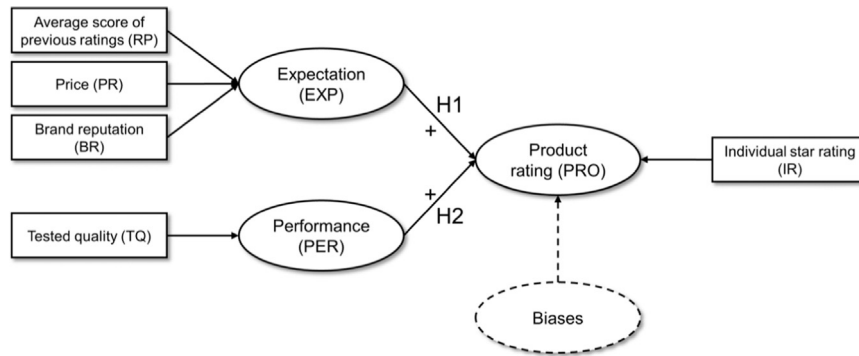 Average score of
previous ratings (RP)
Price (PR)
Brand reputation
(BR)
Tested quality (TQ)
Expectation
(EXP)
Performance
(PER)
H1
+
+
H2
Product
rating (PRO)
Biases
Individual star rating
(IR)